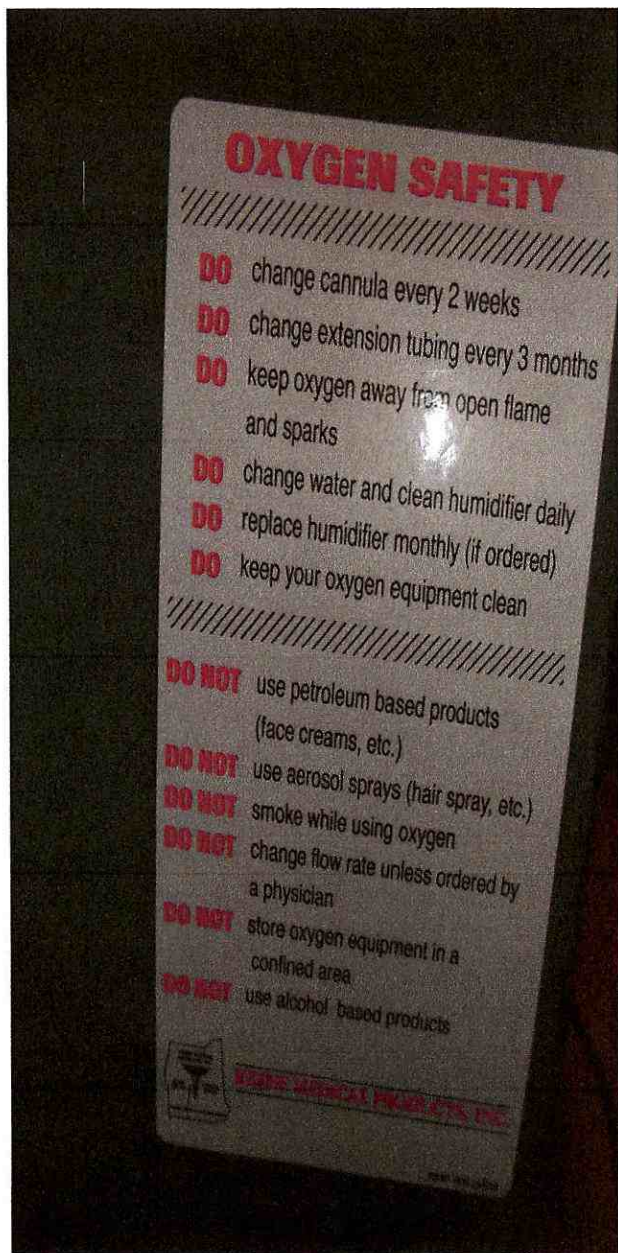 OXYGEN SAFETY
DO change cannula every 2 weeks
DO change extension tubing every 3 months
DO keep oxygen away from open flame
and sparks
DO change water and clean humidifier daily
DO replace humidifier monthly (if ordered)
DO keep your oxygen equipment clean
DO NOT use petroleum based products
(face creams, etc.)
DO NOT use aerosol sprays (hair spray, etc.)
DO NOT smoke while using oxygen
DO NOT change flow rate unless ordered by
a physician
DO NOT store oxygen equipment in a
confined area
DO NOT use alcohol based products
MEDICAL PRODUCTS, INC.